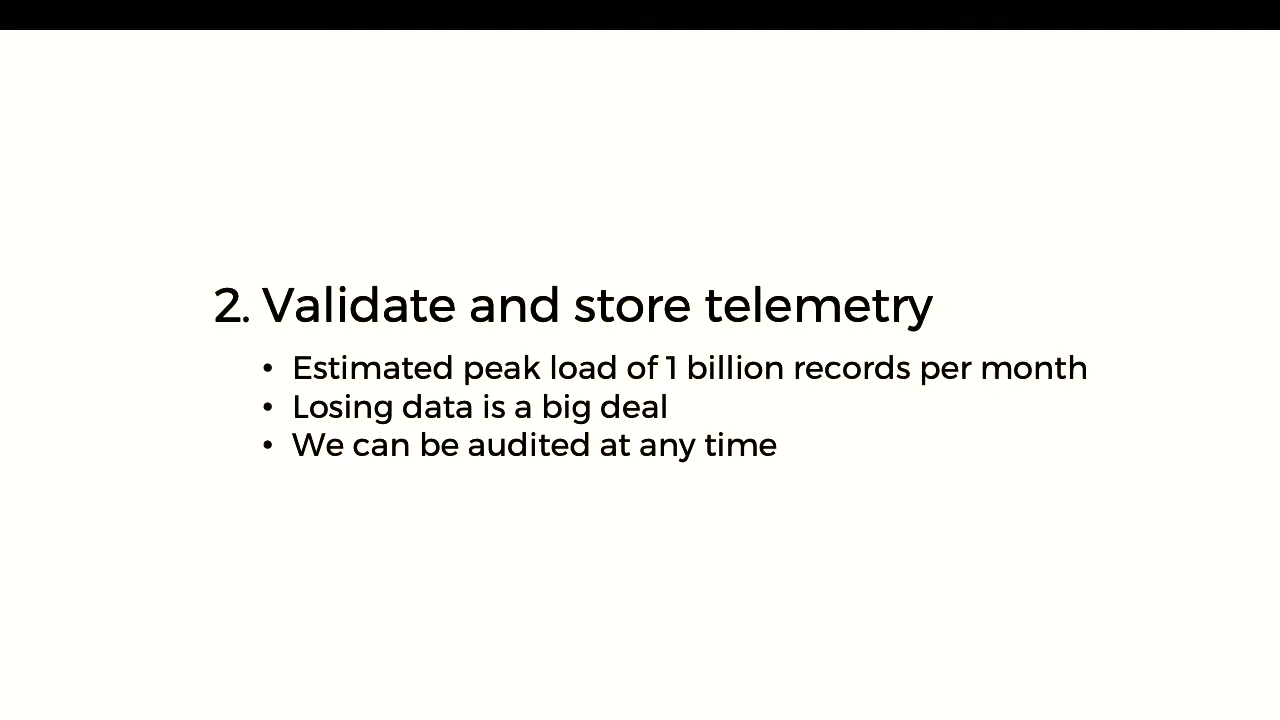 2. Validate and store telemetry
• Estimated peak load of 1 billion records per month
• Losing data is a big deal
• We can be audited at any time